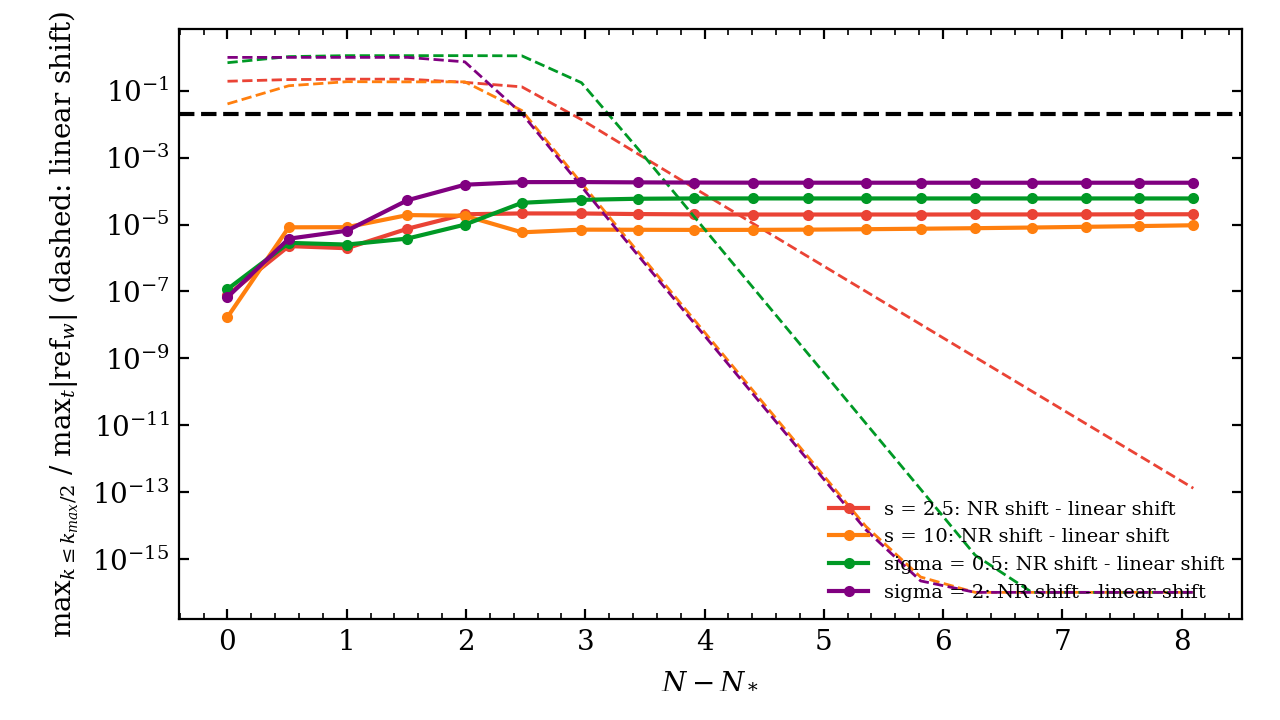 max_{k ≤ k_{max}/2} / max_t|ref_w| (dashed: linear shift)
10^{−1}
10^{−3}
10^{−5}
10^{−7}
10^{−9}
10^{−11}
10^{−13}
10^{−15}
s = 2.5: NR shift - linear shift
s = 10: NR shift - linear shift
sigma = 0.5: NR shift - linear shift
sigma = 2: NR shift - linear shift
0 1 2 3 4 5 6 7 8
N − N_*